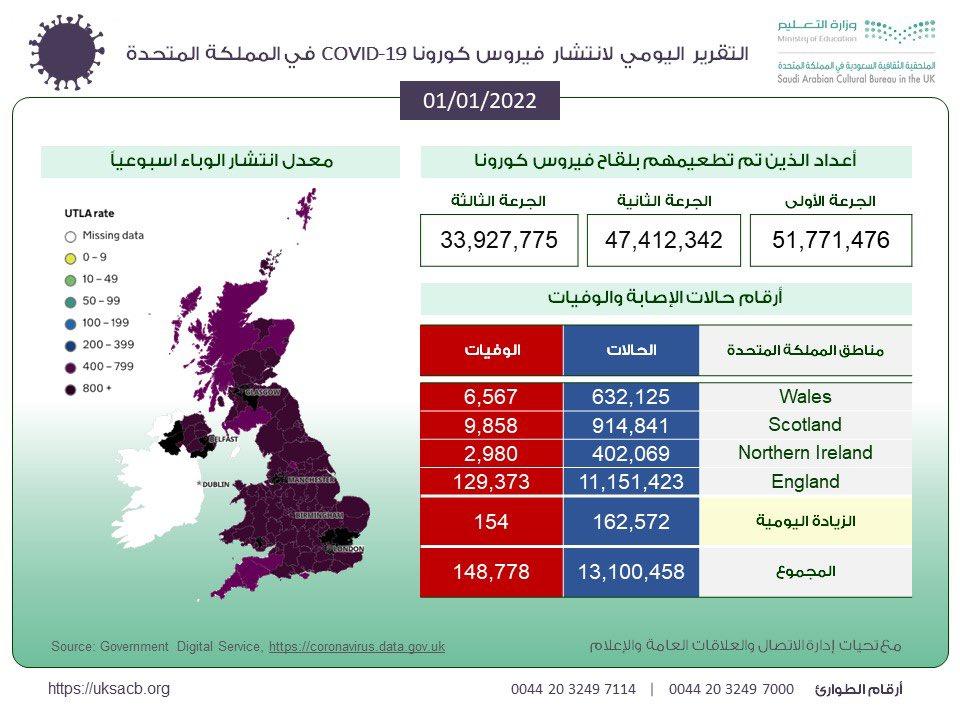 وزارة التعليم
Ministry of Education
الملحقية الثقافية السعودية في المملكة المتحدة
Saudi Arabian Cultural Bureau in the UK
التقرير اليومي لانتشار فيروس كورونا COVID-19 في المملكة المتحدة
01/01/2022
أعداد الذين تم تطعيمهم بلقاح فيروس كورونا
الجرعة الأولى الجرعة الثانية الجرعة الثالثة
51,771,476 47,412,342 33,927,775
أرقام حالات الإصابة والوفيات
مناطق المملكة المتحدة الحالات الوفيات
Wales 632,125 6,567
Scotland 914,841 9,858
Northern Ireland 402,069 2,980
England 11,151,423 129,373
الزيادة اليومية 162,572 154
المجموع 13,100,458 148,778
معدل انتشار الوباء اسبوعياً
UTLA rate
Missing data
0 – 9
10 – 49
50 – 99
100 – 199
200 – 399
400 – 799
800 +
GLASGOW
BELFAST
DUBLIN
MANCHESTER
BIRMINGHAM
LONDON
مع تحيات إدارة الاتصال والعلاقات العامة والإعلام
Source: Government Digital Service, https://coronavirus.data.gov.uk
أرقام الطوارئ 0044 20 3249 7000 | 0044 20 3249 7114
https://uksacb.org